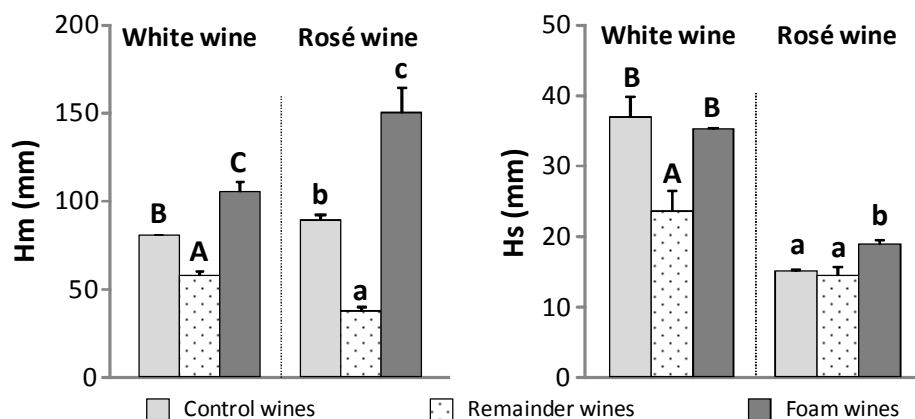 200
150
100
50
0
Hm (mm)
White wine
Rosé wine
B
A
C
b
a
c
50
40
30
20
10
0
Hs (mm)
White wine
Rosé wine
B
A
B
a
a
b
Control wines
Remainder wines
Foam wines